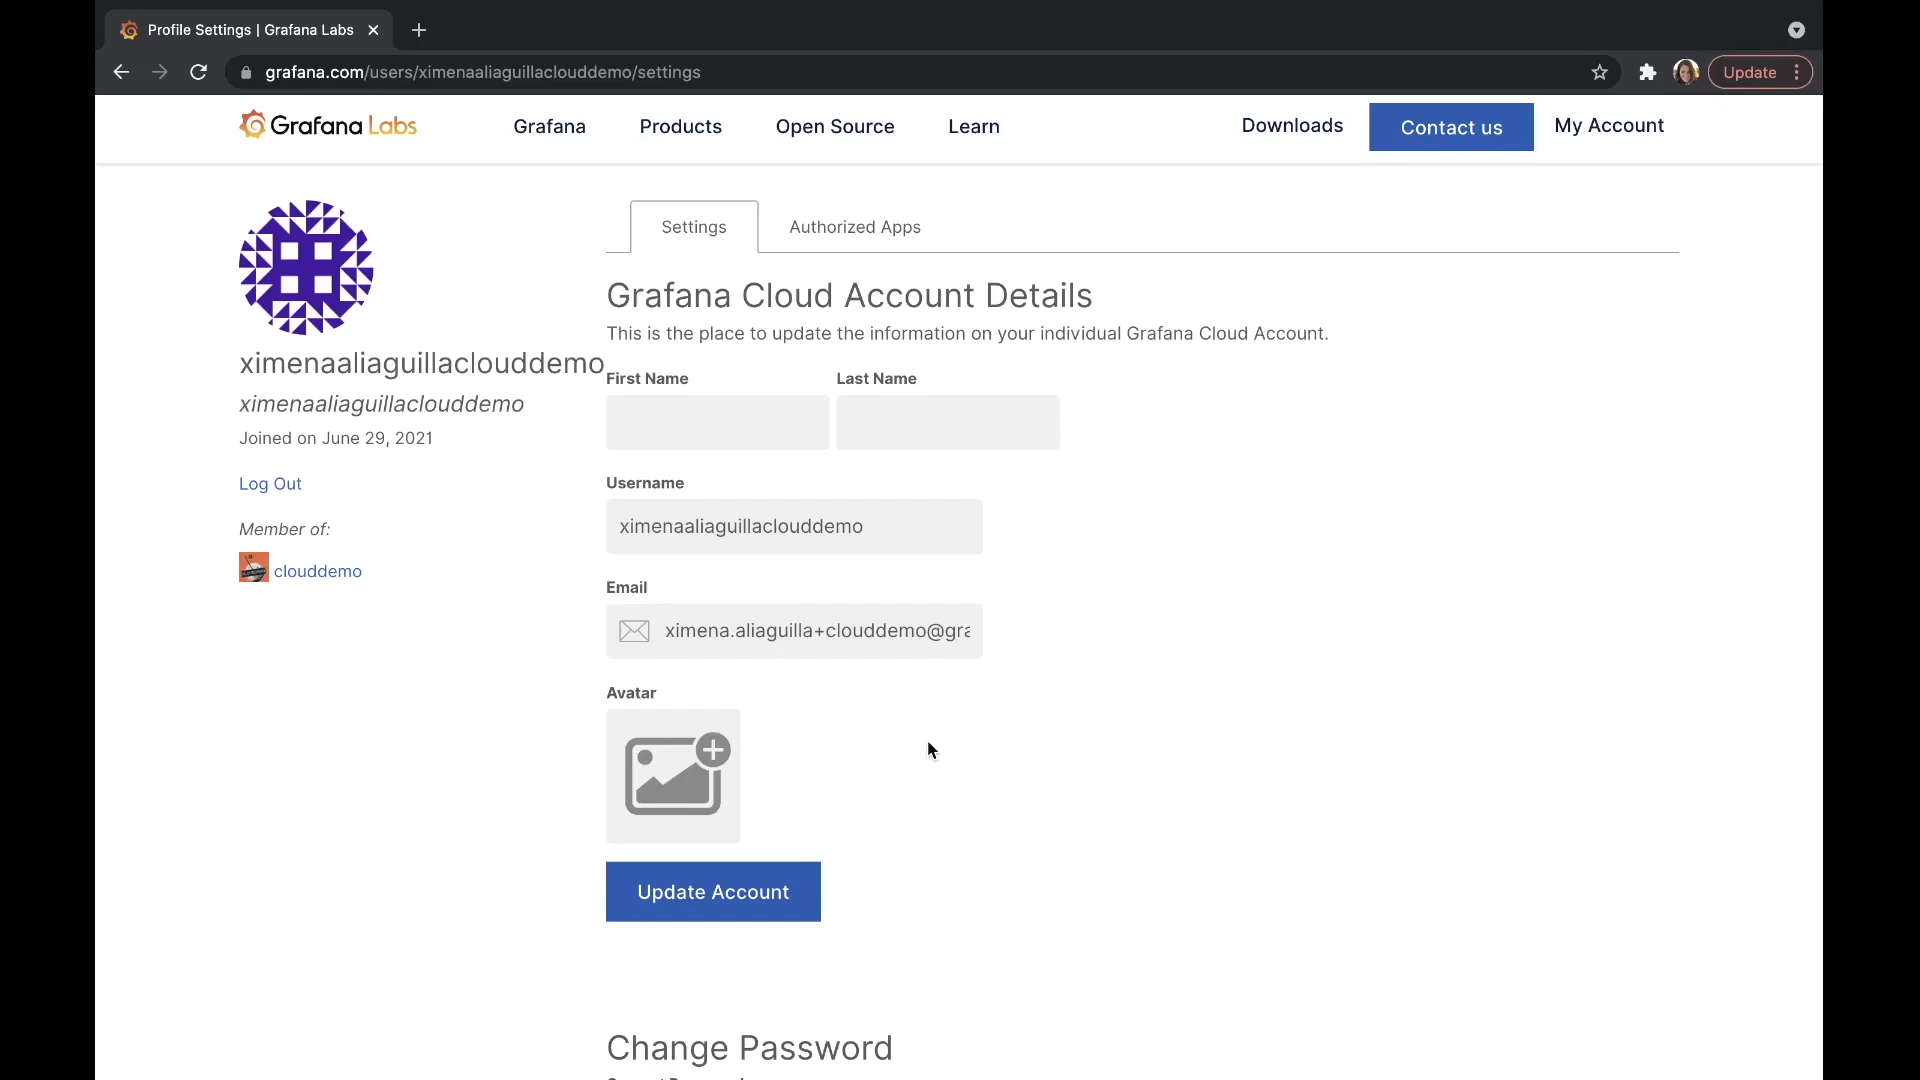 Profile Settings | Grafana Labs
grafana.com/users/ximenaaliaguillaclouddemo/settings
Update
Grafana Labs
Grafana
Products
Open Source
Learn
Downloads
Contact us
My Account
ximenaaliaguillaclouddemo
ximenaaliaguillaclouddemo
Joined on June 29, 2021
Log Out
Member of:
clouddemo
Settings
Authorized Apps
Grafana Cloud Account Details
This is the place to update the information on your individual Grafana Cloud Account.
First Name
Last Name
Username
ximenaaliaguillaclouddemo
Email
ximena.aliaguilla+clouddemo@gra
Avatar
Update Account
Change Password